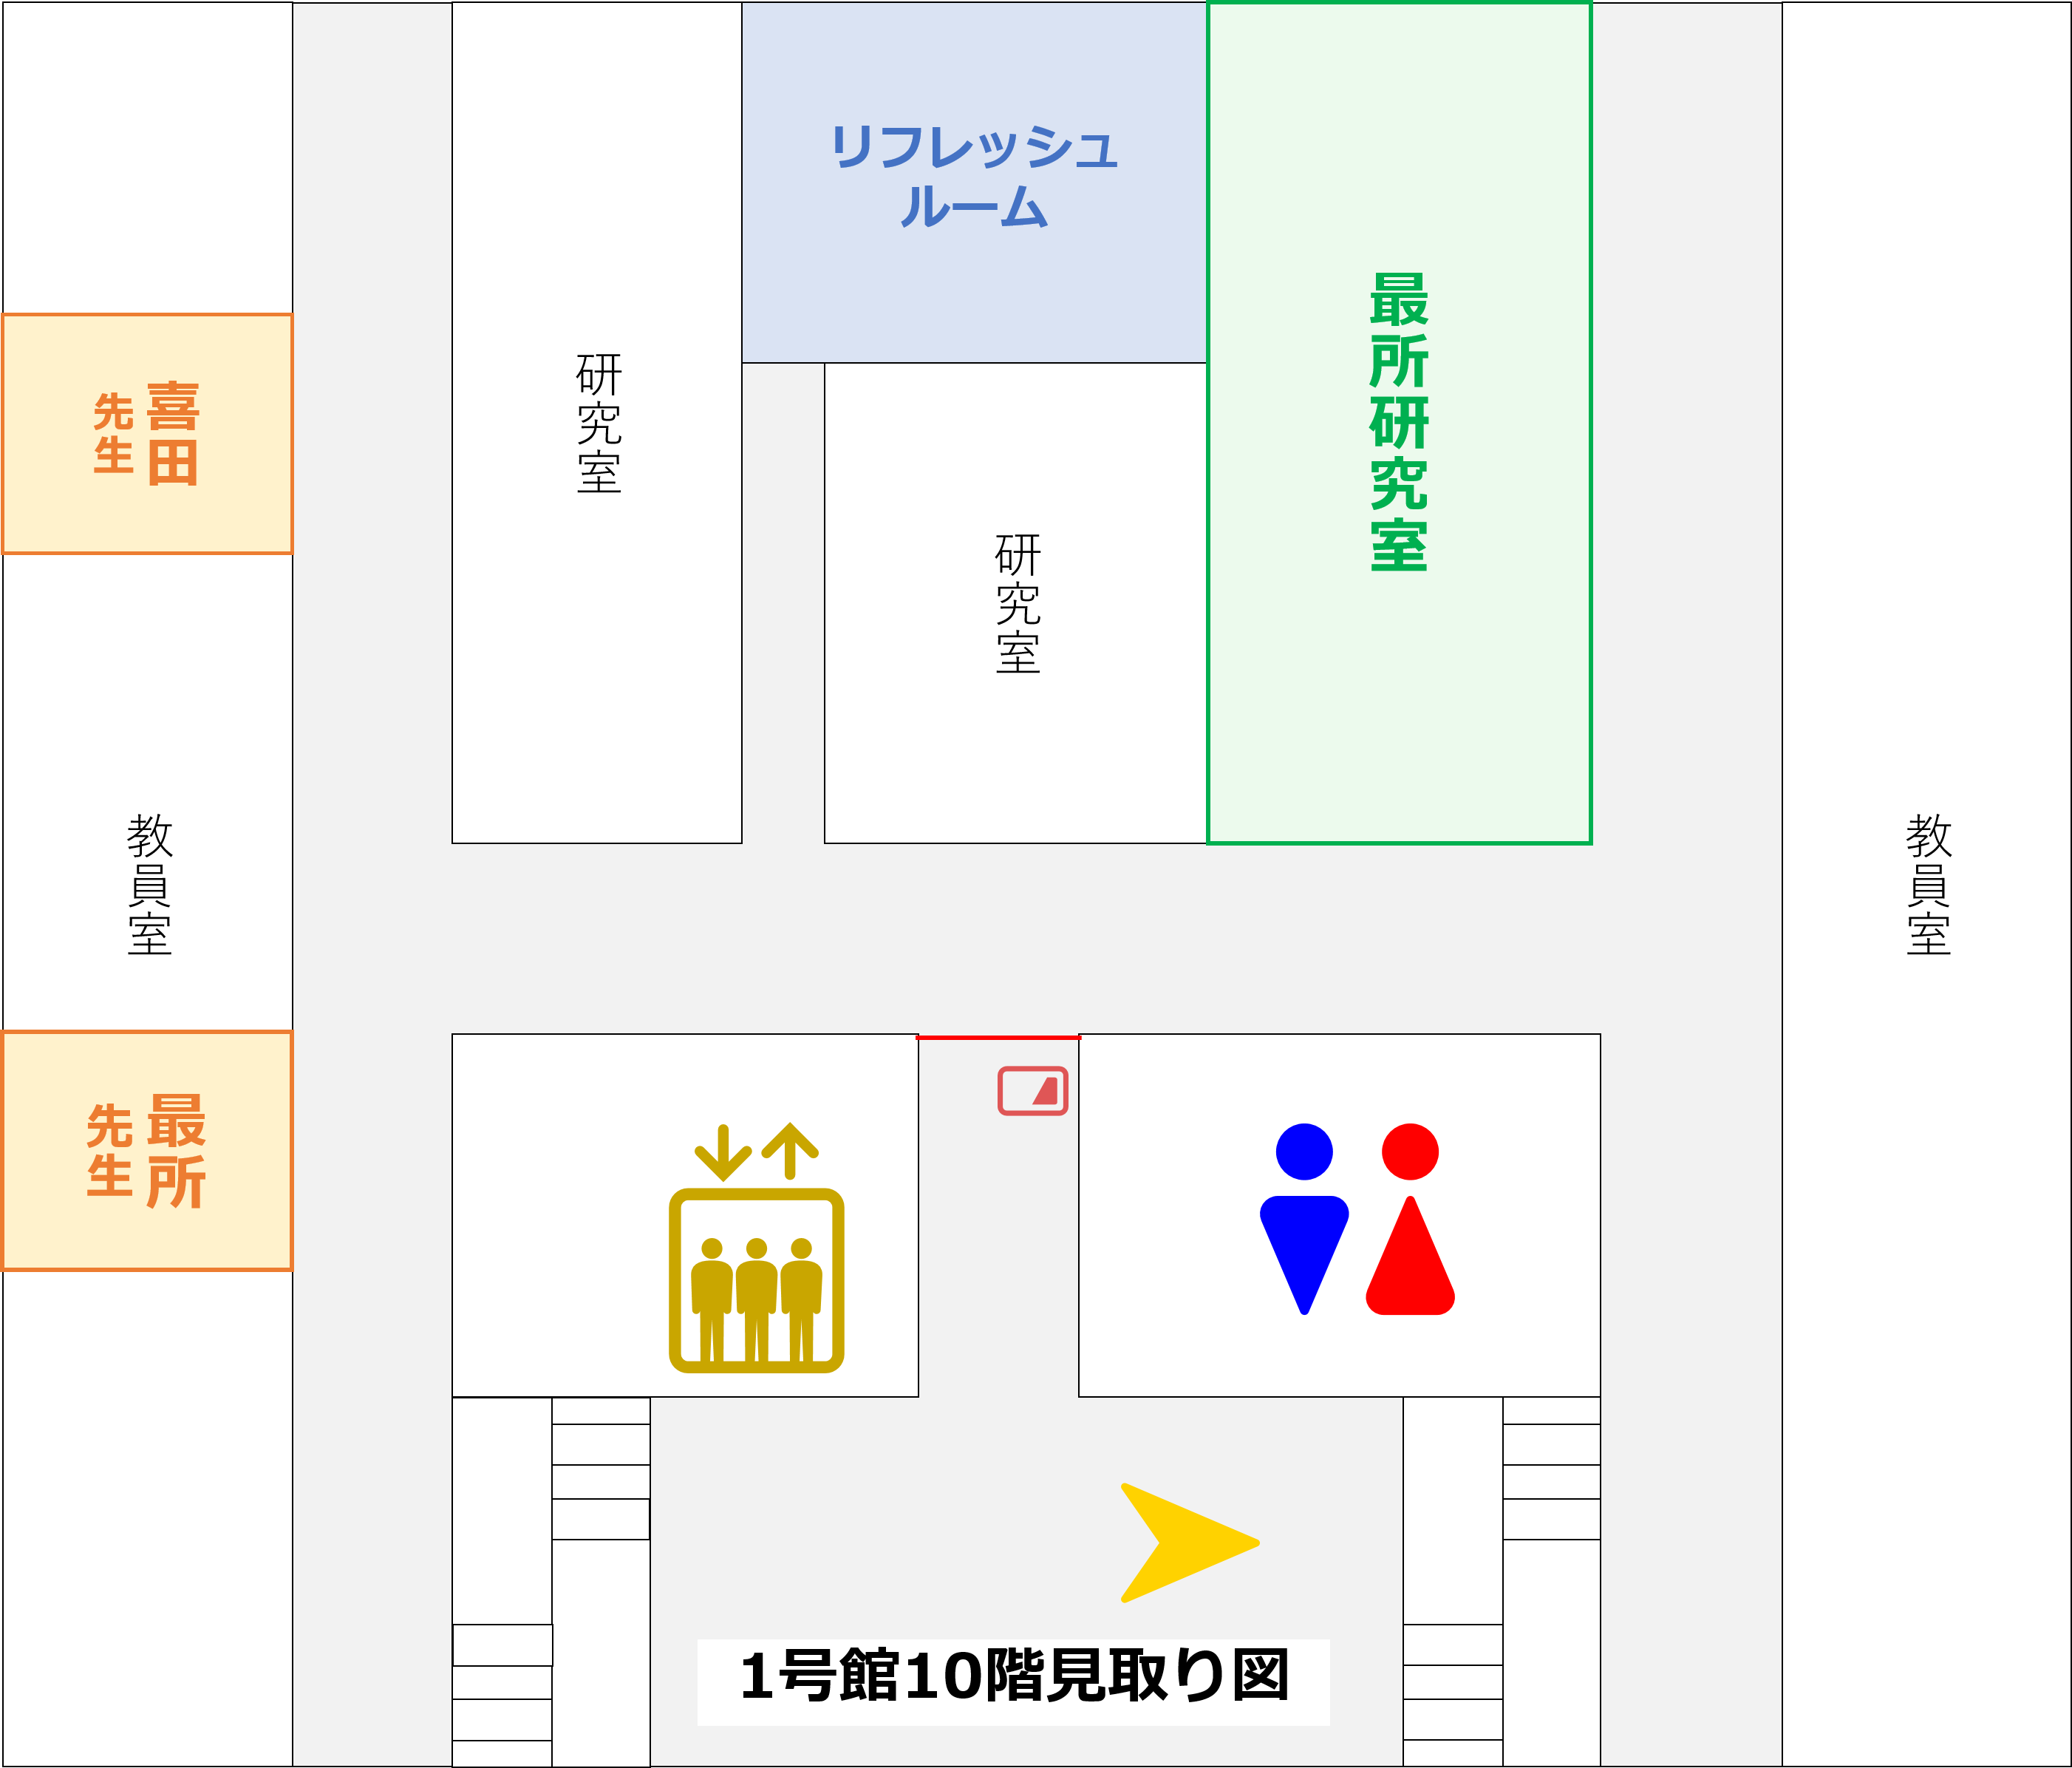 リフレッシュ
ルーム
最所研究室
喜田
先生
研究室
研究室
教員室
教員室
最所
先生
1号館10階見取り図